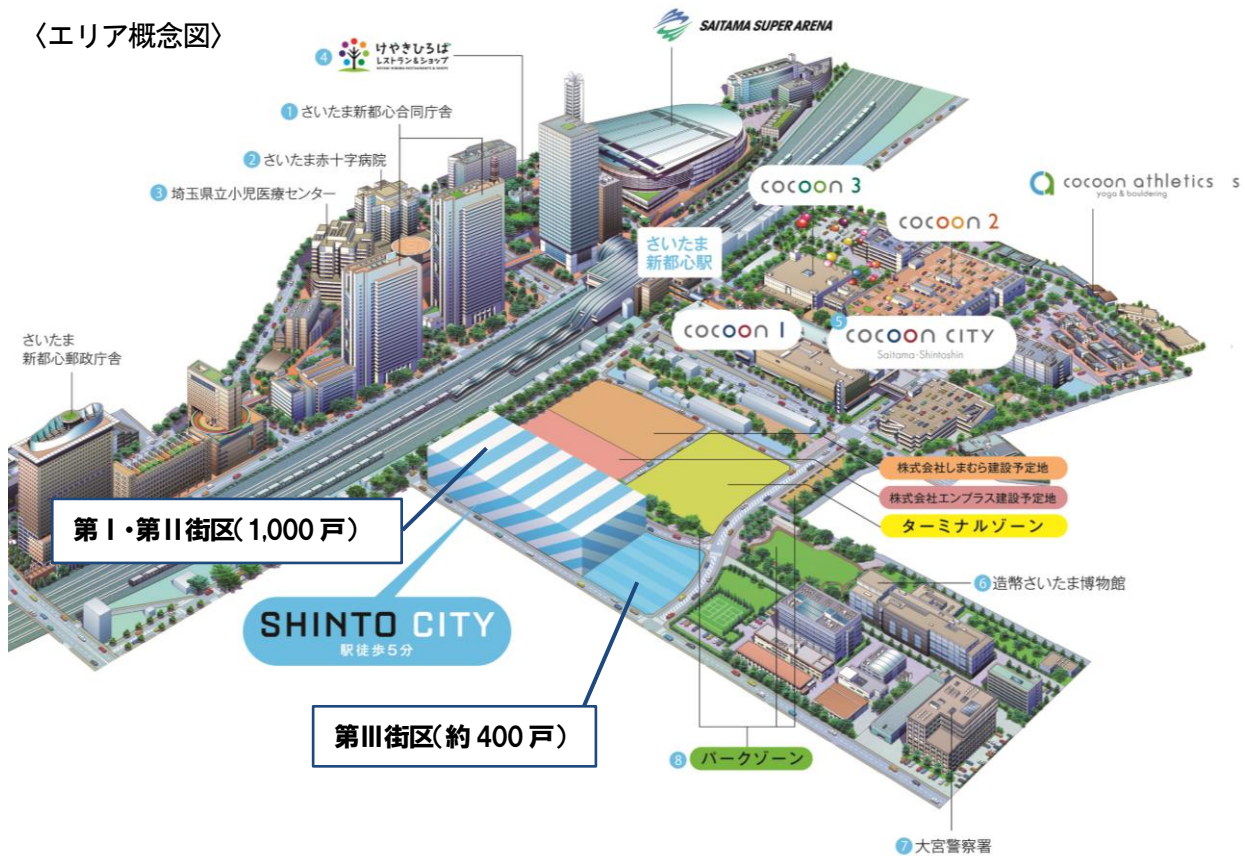 〈エリア概念図〉
SAITAMA SUPER ARENA
4 けやきひろば
レストラン&ショップ
1 さいたま新都心合同庁舎
2 さいたま赤十字病院
3 埼玉県立小児医療センター
cocoon 3
cocoon athletics s
yoga & bouldering
cocoon 2
さいたま
新都心駅
cocoon 1
5 cocoon CITY
Saitama-Shintoshin
さいたま
新都心郵政庁舎
株式会社しまむら建設予定地
株式会社エンプラス建設予定地
ターミナルゾーン
第Ⅰ・第Ⅱ街区(1,000戸)
6 造幣さいたま博物館
SHINTO CITY
駅徒歩5分
第Ⅲ街区(約400戸)
8 パークゾーン
7 大宮警察署